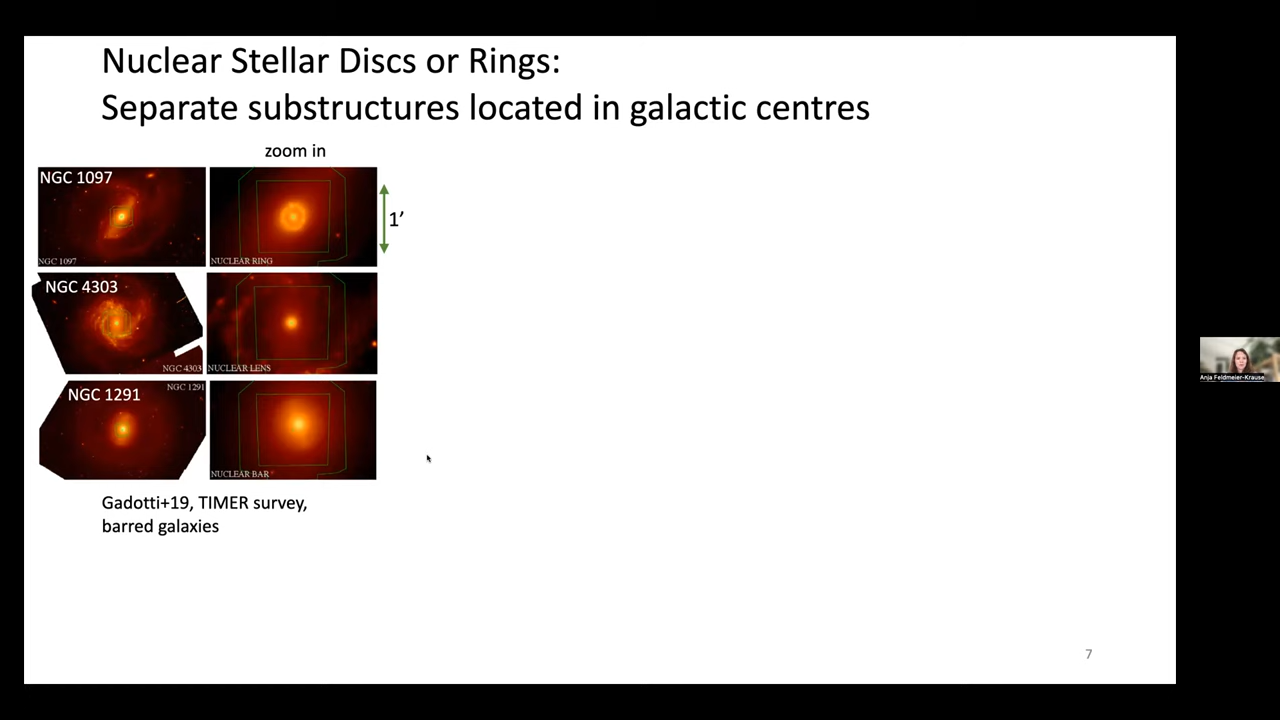 Nuclear Stellar Discs or Rings:
Separate substructures located in galactic centres
zoom in
NGC 1097
NGC 1097
NUCLEAR RING
1’
NGC 4303
NGC 4303
NUCLEAR LENS
NGC 1291
NGC 1291
NUCLEAR BAR
Gadotti+19, TIMER survey,
barred galaxies
Anja Feldmeier-Krause
7